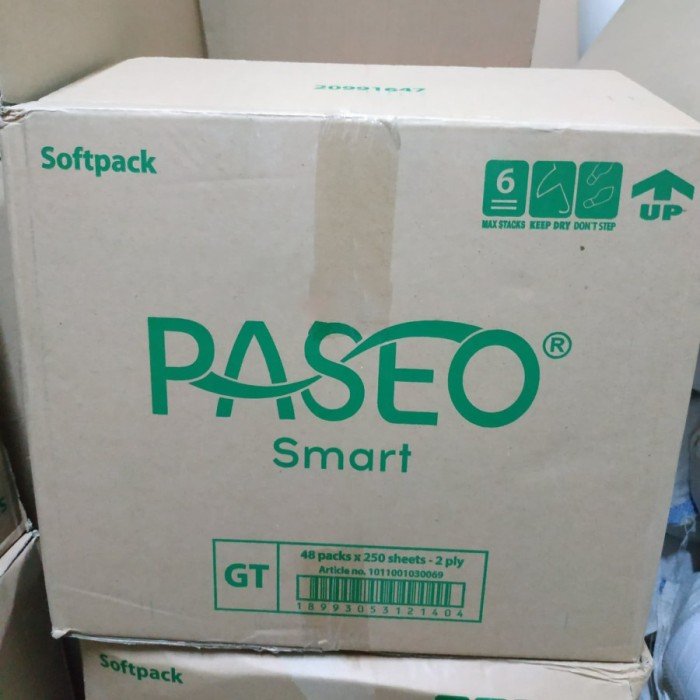 20991647
Softpack
6
MAX STACKS KEEP DRY DON'T STEP
UP
PASEO®
Smart
GT
48 packs x 250 sheets - 2 ply
Article no. 1011001030069
18993053121404
Softpack